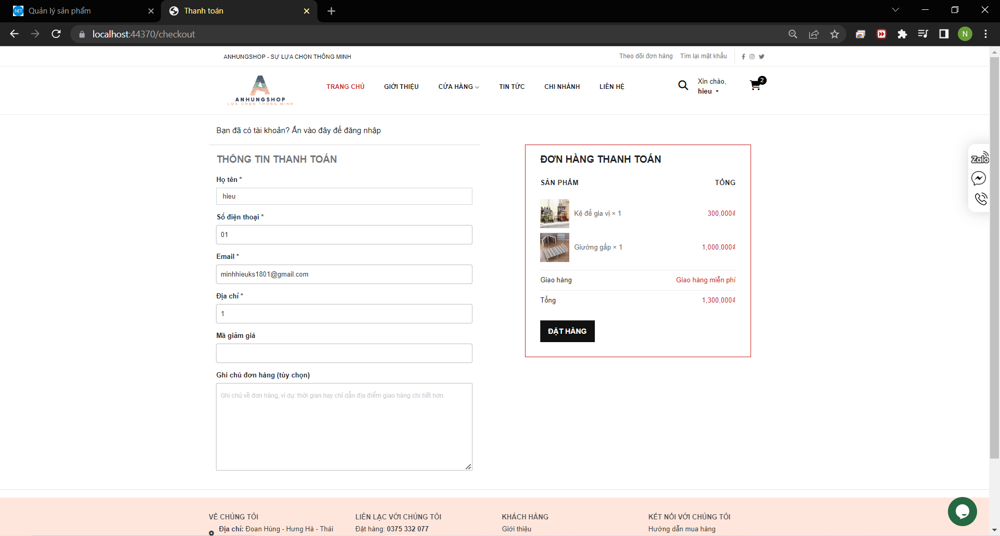 Quản lý sản phẩm
Thanh toán
localhost:44370/checkout
N
ANHUNGSHOP - SỰ LỰA CHỌN THÔNG MINH
Theo dõi đơn hàng
Tìm lại mật khẩu
ANHUNGSHOP
LỰA CHỌN THÔNG MINH
TRANG CHỦ
GIỚI THIỆU
CỬA HÀNG
TIN TỨC
CHI NHÁNH
LIÊN HỆ
Xin chào,
hieu
2
Bạn đã có tài khoản? Ấn vào đây để đăng nhập
THÔNG TIN THANH TOÁN
Họ tên *
hieu
Số điện thoại *
01
Email *
minhhieuks1801@gmail.com
Địa chỉ *
1
Mã giảm giá
Ghi chú đơn hàng (tùy chọn)
Ghi chú về đơn hàng, ví dụ: thời gian hay chỉ dẫn địa điểm giao hàng chi tiết hơn.
ĐƠN HÀNG THANH TOÁN
SẢN PHẨM TỔNG
Kệ để gia vị × 1 300,000₫
Giường gấp × 1 1,000,000₫
Giao hàng Giao hàng miễn phí
Tổng 1,300,000₫
ĐẶT HÀNG
Zalo
VỀ CHÚNG TÔI
Địa chỉ: Đoan Hùng - Hưng Hà - Thái
LIÊN LẠC VỚI CHÚNG TÔI
Đặt hàng: 0375 332 077
KHÁCH HÀNG
Giới thiệu
KẾT NỐI VỚI CHÚNG TÔI
Hướng dẫn mua hàng